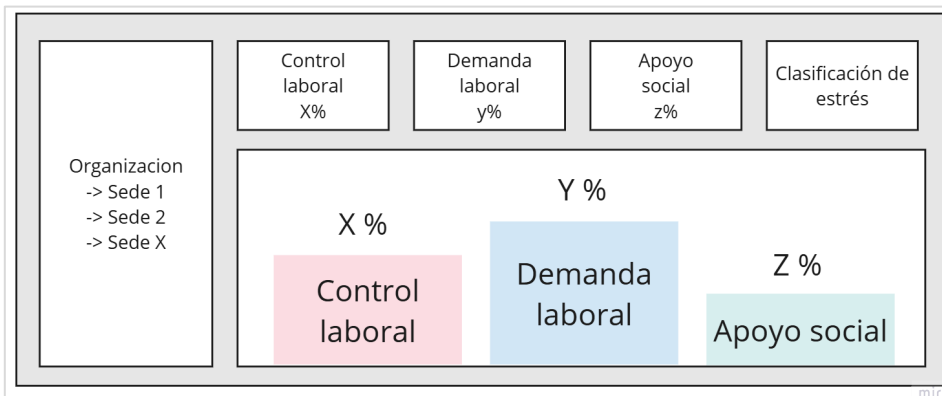 Organizacion
-> Sede 1
-> Sede 2
-> Sede X
Control
laboral
X%
Demanda
laboral
y%
Apoyo
social
z%
Clasificación de
estrés
X %
Control
laboral
Y %
Demanda
laboral
Z %
Apoyo social